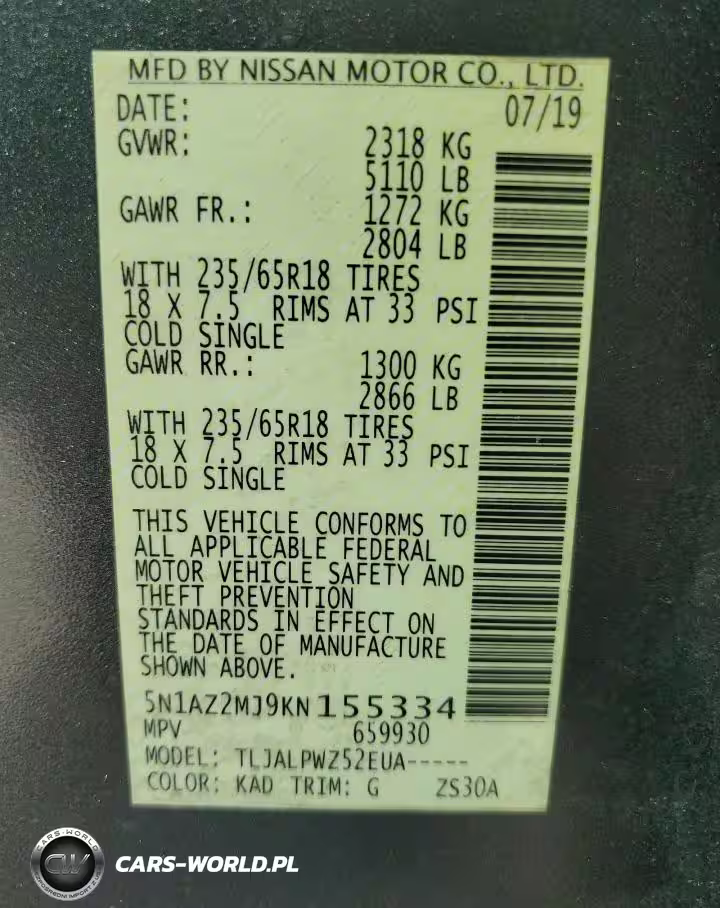 MFD BY NISSAN MOTOR CO., LTD.
DATE: 07/19
GVWR: 2318 KG
5110 LB
GAWR FR.: 1272 KG
2804 LB
WITH 235/65R18 TIRES
18 X 7.5 RIMS AT 33 PSI
COLD SINGLE
GAWR RR.: 1300 KG
2866 LB
WITH 235/65R18 TIRES
18 X 7.5 RIMS AT 33 PSI
COLD SINGLE
THIS VEHICLE CONFORMS TO
ALL APPLICABLE FEDERAL
MOTOR VEHICLE SAFETY AND
THEFT PREVENTION
STANDARDS IN EFFECT ON
THE DATE OF MANUFACTURE
SHOWN ABOVE.
5N1AZ2MJ9KN155334
MPV 659930
MODEL: TLJALPWZ52EUA-----
COLOR: KAD TRIM: G ZS30A
CARS-WORLD
CW
CARS-WORLD.PL